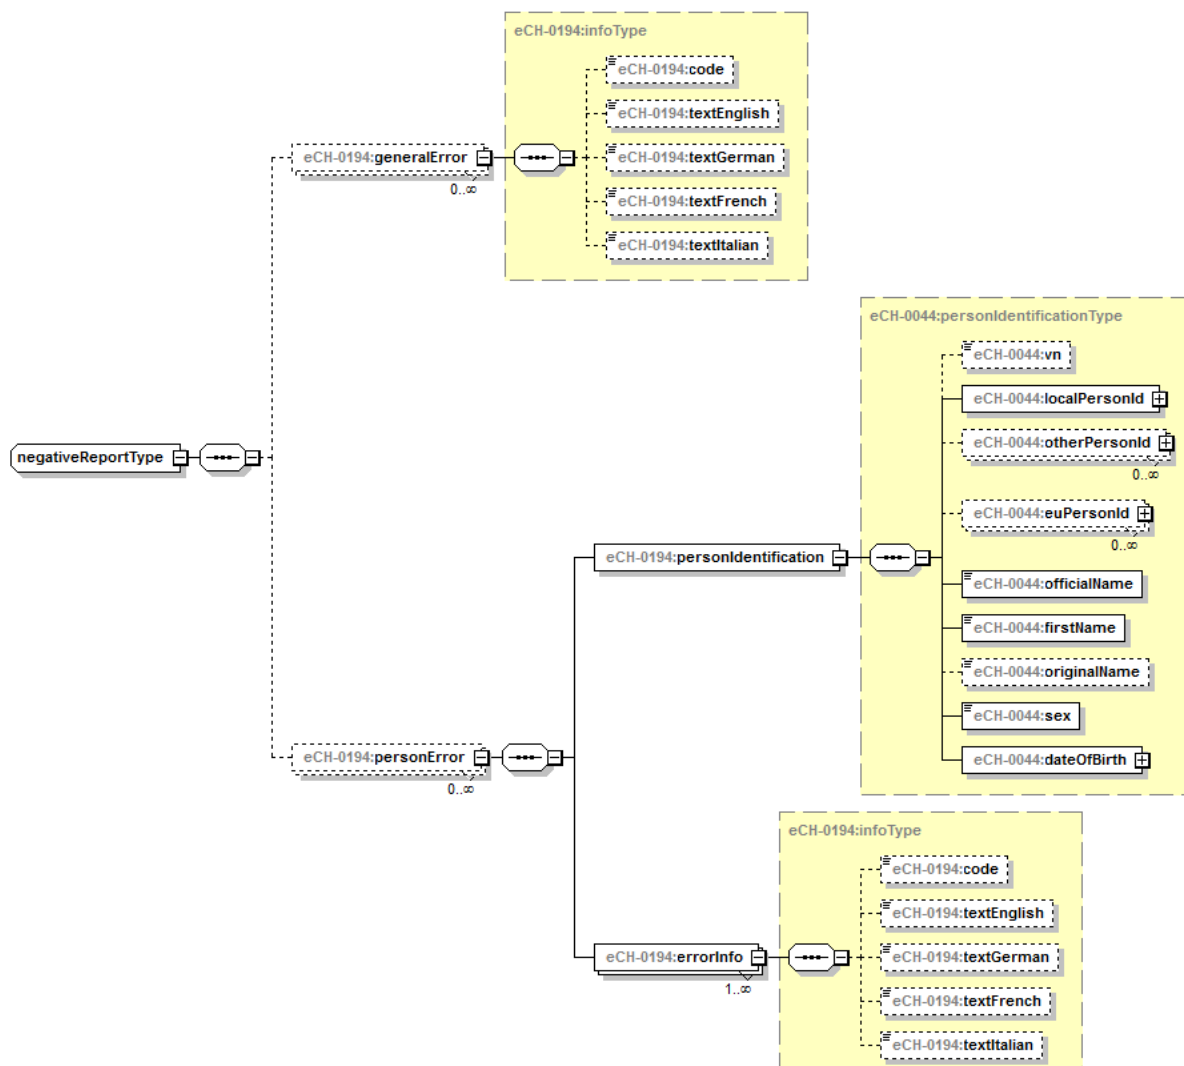 eCH-0194:infoType
eCH-0194:code
eCH-0194:textEnglish
eCH-0194:generalError
0..∞
eCH-0194:textGerman
eCH-0194:textFrench
eCH-0194:textItalian
eCH-0044:personIdentificationType
eCH-0044:vn
eCH-0044:localPersonId
eCH-0044:otherPersonId
0..∞
negativeReportType
eCH-0044:euPersonId
0..∞
eCH-0194:personIdentification
eCH-0044:officialName
eCH-0044:firstName
eCH-0044:originalName
eCH-0044:sex
eCH-0194:personError
0..∞
eCH-0044:dateOfBirth
eCH-0194:infoType
eCH-0194:code
eCH-0194:textEnglish
eCH-0194:errorInfo
1..∞
eCH-0194:textGerman
eCH-0194:textFrench
eCH-0194:textItalian